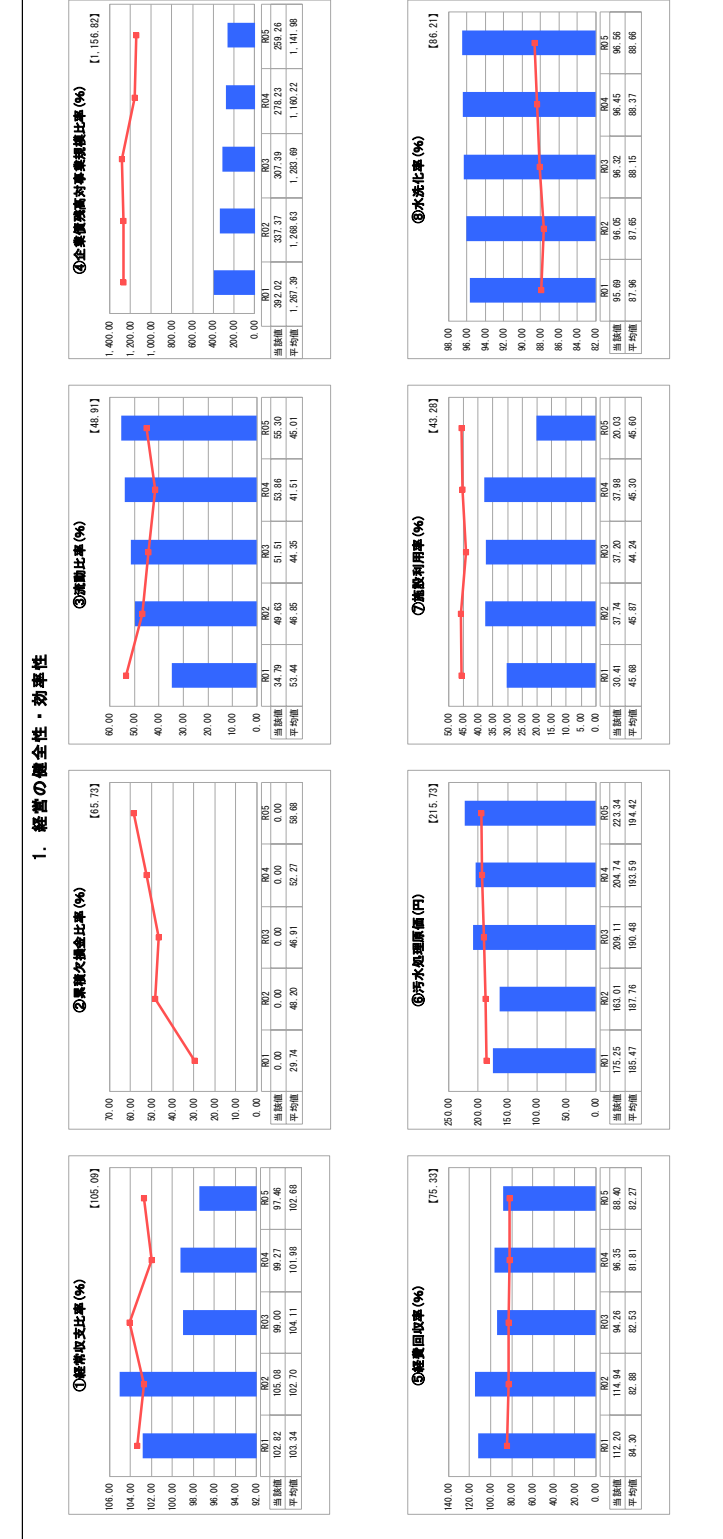 1. 経営の健全性・効率性
①経常収支比率(%)
【105.09】
106.00
104.00
102.00
100.00
98.00
96.00
94.00
92.00
R01 R02 R03 R04 R05
当該値 102.82 105.08 99.00 99.27 97.46
平均値 103.34 102.70 104.11 101.98 102.68
②累積欠損金比率(%)
【65.73】
70.00
60.00
50.00
40.00
30.00
20.00
10.00
0.00
R01 R02 R03 R04 R05
当該値 0.00 0.00 0.00 0.00 0.00
平均値 29.74 48.20 46.91 52.27 58.68
③流動比率(%)
【48.91】
60.00
50.00
40.00
30.00
20.00
10.00
0.00
R01 R02 R03 R04 R05
当該値 34.79 49.63 51.51 53.86 55.30
平均値 53.44 46.85 44.35 41.51 45.01
④企業債残高対事業規模比率(%)
【1,156.82】
1,400.00
1,200.00
1,000.00
800.00
600.00
400.00
200.00
0.00
R01 R02 R03 R04 R05
当該値 392.02 337.37 307.39 278.23 259.26
平均値 1,267.39 1,268.63 1,283.69 1,160.22 1,141.98
⑤経費回収率(%)
【75.33】
140.00
120.00
100.00
80.00
60.00
40.00
20.00
0.00
R01 R02 R03 R04 R05
当該値 112.20 114.94 94.26 96.35 88.40
平均値 84.30 82.88 82.53 81.81 82.27
⑥汚水処理原価(円)
【215.73】
250.00
200.00
150.00
100.00
50.00
0.00
R01 R02 R03 R04 R05
当該値 175.25 163.01 209.11 204.74 223.34
平均値 185.47 187.76 190.48 193.59 194.42
⑦施設利用率(%)
【43.28】
50.00
45.00
40.00
35.00
30.00
25.00
20.00
15.00
10.00
5.00
0.00
R01 R02 R03 R04 R05
当該値 30.41 37.74 37.20 37.98 20.03
平均値 45.68 45.87 44.24 45.30 45.60
⑧水洗化率(%)
【86.21】
98.00
96.00
94.00
92.00
90.00
88.00
86.00
84.00
82.00
R01 R02 R03 R04 R05
当該値 95.69 96.05 96.32 96.45 96.56
平均値 87.96 87.65 88.15 88.37 88.66